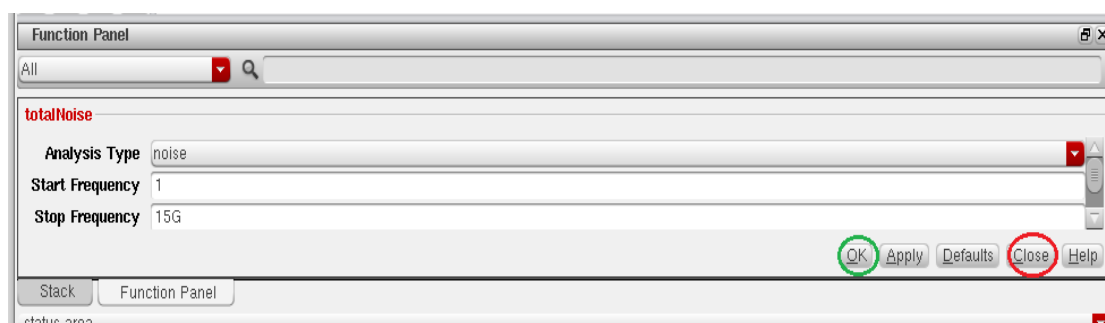 Function Panel
All
totalNoise
Analysis Type noise
Start Frequency 1
Stop Frequency 15G
OK Apply Defaults Close Help
Stack Function Panel
status area